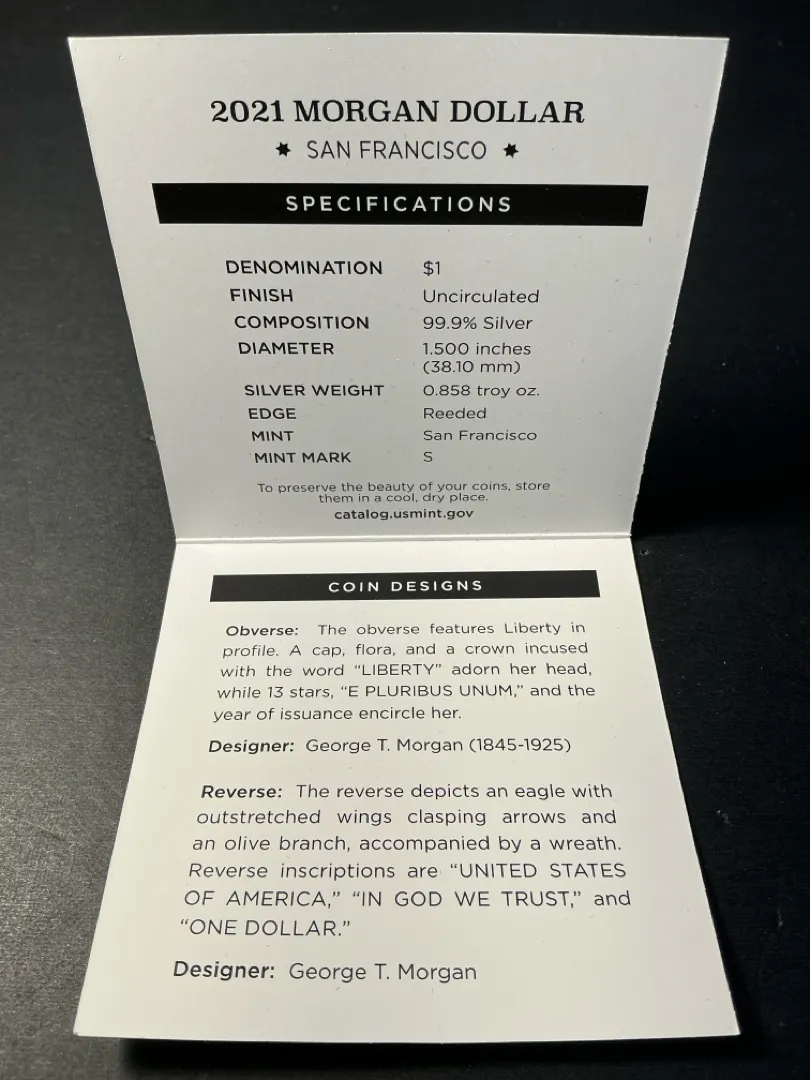 2021 MORGAN DOLLAR
★ SAN FRANCISCO ★
SPECIFICATIONS
DENOMINATION $1
FINISH Uncirculated
COMPOSITION 99.9% Silver
DIAMETER 1.500 inches
(38.10 mm)
SILVER WEIGHT 0.858 troy oz.
EDGE Reeded
MINT San Francisco
MINT MARK S
To preserve the beauty of your coins, store
them in a cool, dry place.
catalog.usmint.gov
COIN DESIGNS
Obverse: The obverse features Liberty in
profile. A cap, flora, and a crown incused
with the word “LIBERTY” adorn her head,
while 13 stars, “E PLURIBUS UNUM,” and the
year of issuance encircle her.
Designer: George T. Morgan (1845-1925)
Reverse: The reverse depicts an eagle with
outstretched wings clasping arrows and
an olive branch, accompanied by a wreath.
Reverse inscriptions are “UNITED STATES
OF AMERICA,” “IN GOD WE TRUST,” and
“ONE DOLLAR.”
Designer: George T. Morgan